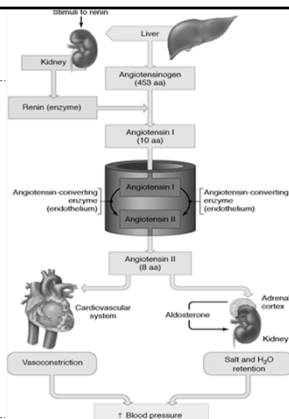 Stimuli to renin
Liver
Kidney
Angiotensinogen
(453 aa)
Renin (enzyme)
Angiotensin I
(10 aa)
Angiotensin-converting
enzyme
(endothelium)
Angiotensin I
Angiotensin II
Angiotensin-converting
enzyme
(endothelium)
Angiotensin II
(8 aa)
Cardiovascular
system
Adrenal
cortex
Aldosterone
Kidney
Vasoconstriction
Salt and H₂O
retention
↑ Blood pressure